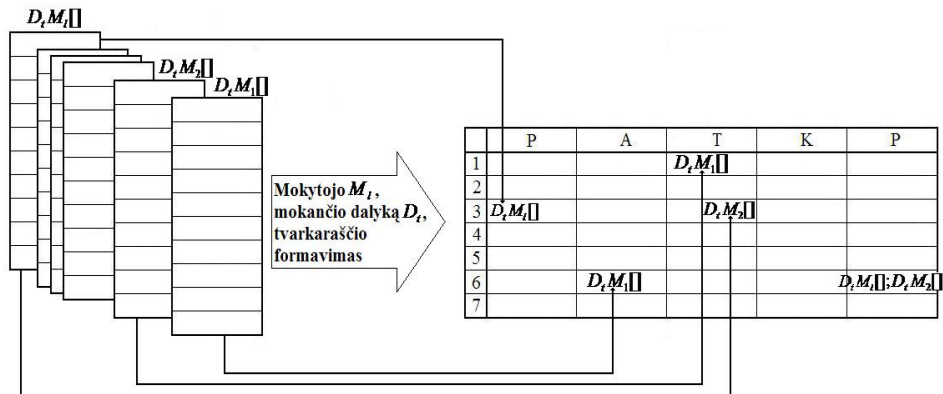 DₜMₗ[]
DₜM₂[]
DₜM₁[]
P A T K P
1 DₜM₁[]
2
3 DₜMₗ[] DₜM₂[]
4
5
6 DₜM₁[] DₜMₗ[];DₜM₂[]
7
Mokytojo Mₗ,
mokančio dalyką Dₜ,
tvarkaraščio
formavimas